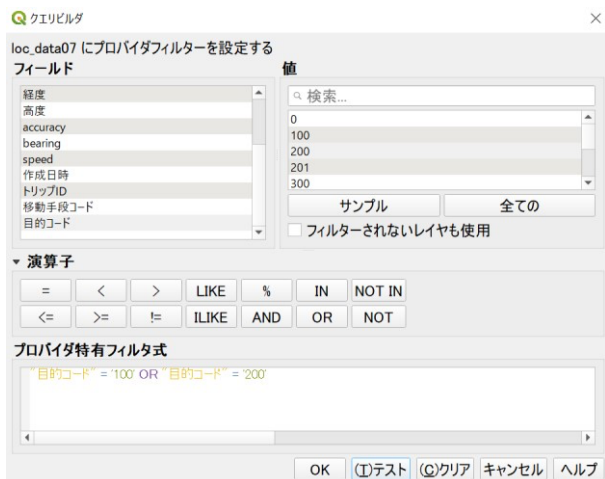 クエリビルダ
loc_data07 にプロバイダフィルターを設定する
フィールド
経度
高度
accuracy
bearing
speed
作成日時
トリップID
移動手段コード
目的コード
値
検索...
0
100
200
201
300
サンプル 全ての
フィルターされないレイヤも使用
演算子
= < > LIKE % IN NOT IN
<= >= != ILIKE AND OR NOT
プロバイダ特有フィルタ式
"目的コード" = '100' OR "目的コード" = '200'
OK (T)テスト (C)クリア キャンセル ヘルプ